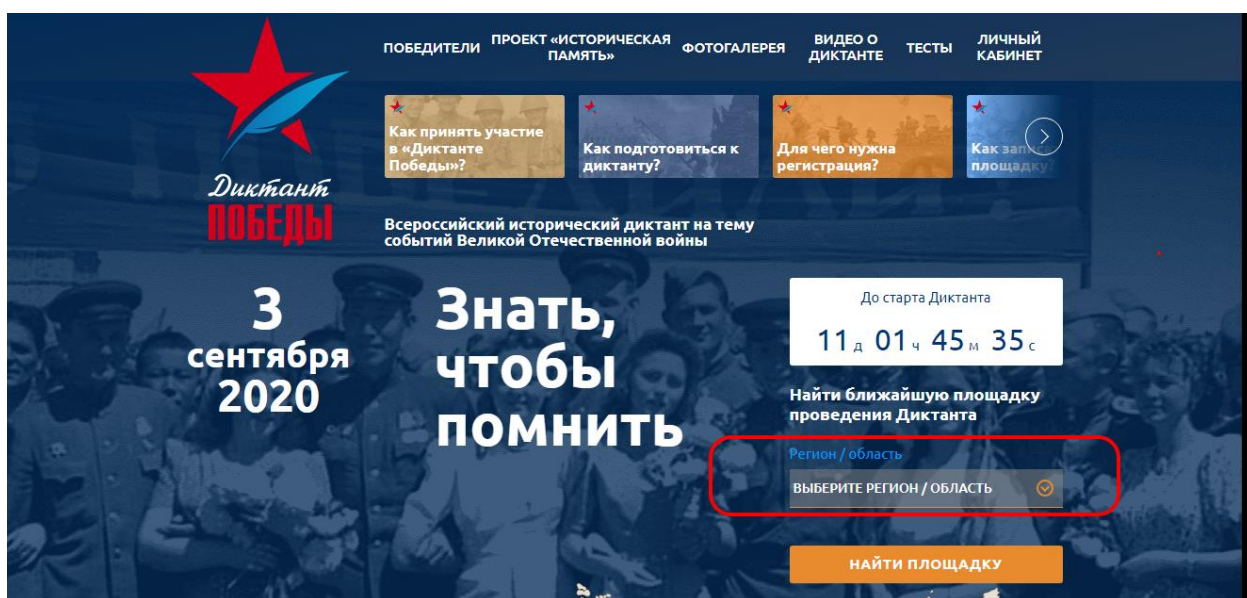 ПОБЕДИТЕЛИ
ПРОЕКТ «ИСТОРИЧЕСКАЯ
ПАМЯТЬ»
ФОТОГАЛЕРЕЯ
ВИДЕО О
ДИКТАНТЕ
ТЕСТЫ
ЛИЧНЫЙ
КАБИНЕТ
Как принять участие
в «Диктанте
Победы»?
Как подготовиться к
диктанту?
Для чего нужна
регистрация?
Как
площадку?
Диктант
ПОБЕДЫ
Всероссийский исторический диктант на тему
событий Великой Отечественной войны
3
сентября
2020
Знать,
чтобы
помнить
До старта Диктанта
11 д 01 ч 45 м 35 с
Найти ближайшую площадку
проведения Диктанта
Регион / область
ВЫБЕРИТЕ РЕГИОН / ОБЛАСТЬ
НАЙТИ ПЛОЩАДКУ